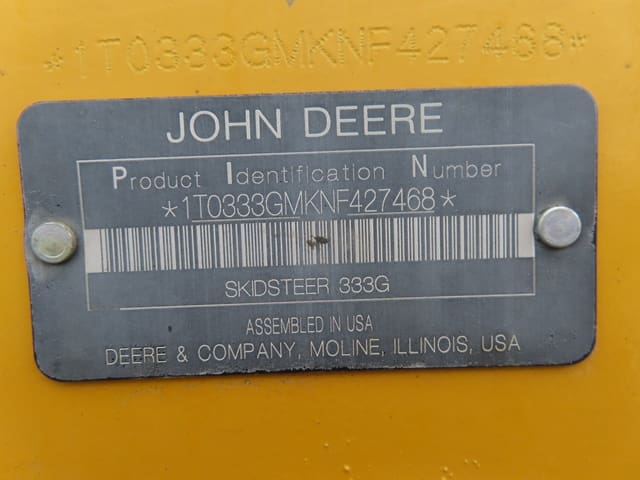 *1T0333GMKNF427468*
JOHN DEERE
Product Identification Number
*1T0333GMKNF427468*
SKIDSTEER 333G
ASSEMBLED IN USA
DEERE & COMPANY, MOLINE, ILLINOIS, USA